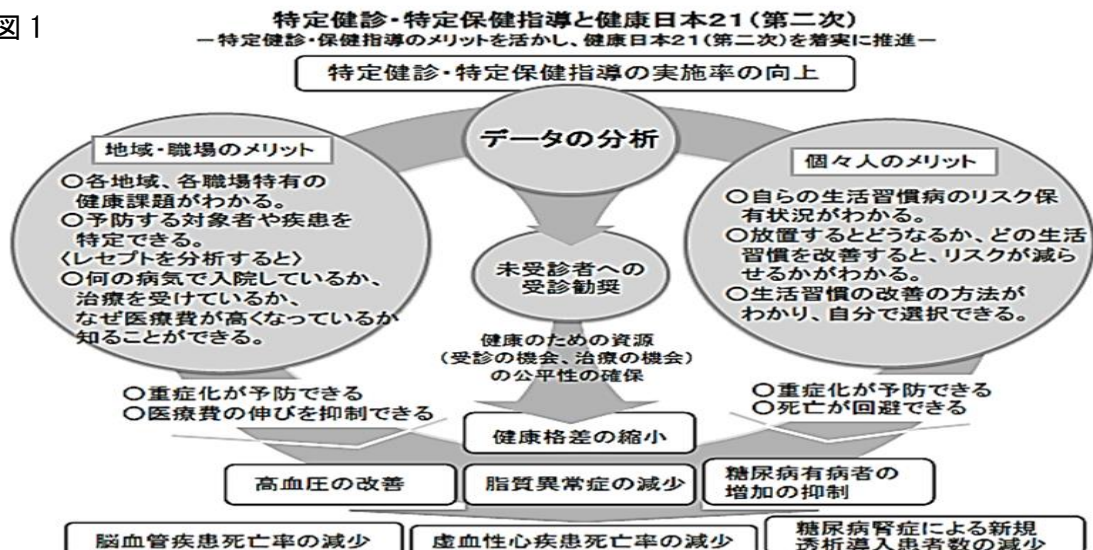 図1
特定健診・特定保健指導と健康日本21(第二次)
－特定健診・保健指導のメリットを活かし、健康日本21(第二次)を着実に推進－
特定健診・特定保健指導の実施率の向上
データの分析
地域・職場のメリット
○各地域、各職場特有の
健康課題がわかる。
○予防する対象者や疾患を
特定できる。
〈レセプトを分析すると〉
○何の病気で入院しているか、
治療を受けているか、
なぜ医療費が高くなっているか
知ることができる。
未受診者への
受診勧奨
個々人のメリット
○自らの生活習慣病のリスク保
有状況がわかる。
○放置するとどうなるか、どの生活
習慣を改善すると、リスクが減ら
せるかがわかる。
○生活習慣の改善の方法が
わかり、自分で選択できる。
健康のための資源
(受診の機会、治療の機会)
の公平性の確保
○重症化が予防できる
○医療費の伸びを抑制できる
○重症化が予防できる
○死亡が回避できる
健康格差の縮小
高血圧の改善
脂質異常症の減少
糖尿病有病者の
増加の抑制
脳血管疾患死亡率の減少
虚血性心疾患死亡率の減少
糖尿病腎症による新規
透析導入患者数の減少